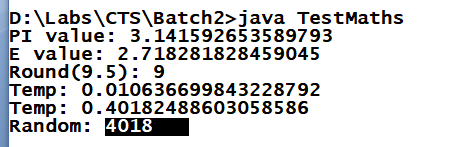 D:\Labs\CTS\Batch2>java TestMaths
PI value: 3.141592653589793
E value: 2.718281828459045
Round(9.5): 9
Temp: 0.010636699843228792
Temp: 0.40182488603058586
Random: 4018